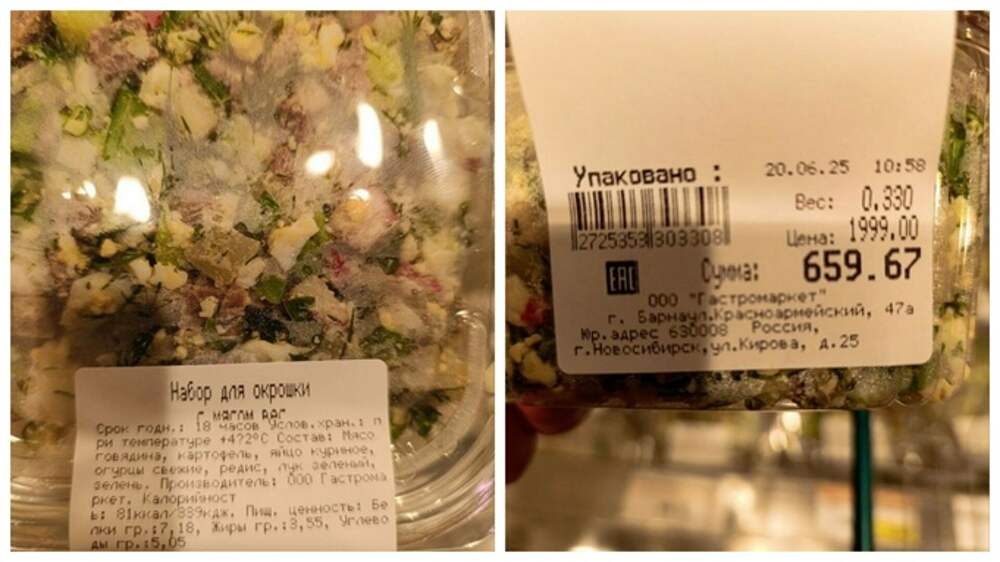 Набор для окрошки
с мясом вес
Срок годн.: 18 часов Услов.хран.: п
ри температуре +4?2°C Состав: Мясо
говядина, картофель, яйцо куриное,
огурцы свежие, редис, лук зеленый,
зелень. Производитель: ООО Гастрома
ркет. Калорийност
ь: 81ккал/339кдж. Пищ. ценность: Бе
лки гр.:7,18, Жиры гр.:3,55, Углево
ды гр.:5,05
Упаковано : 20.06.25 10:58
Вес: 0.330
2725353 303308
Цена: 1999.00
ЕАС Сумма: 659.67
ООО "Гастромаркет"
г. Барнаул.Красноармейский, 47а
Юр.адрес 630008 Россия,
г.Новосибирск,ул.Кирова, д.25